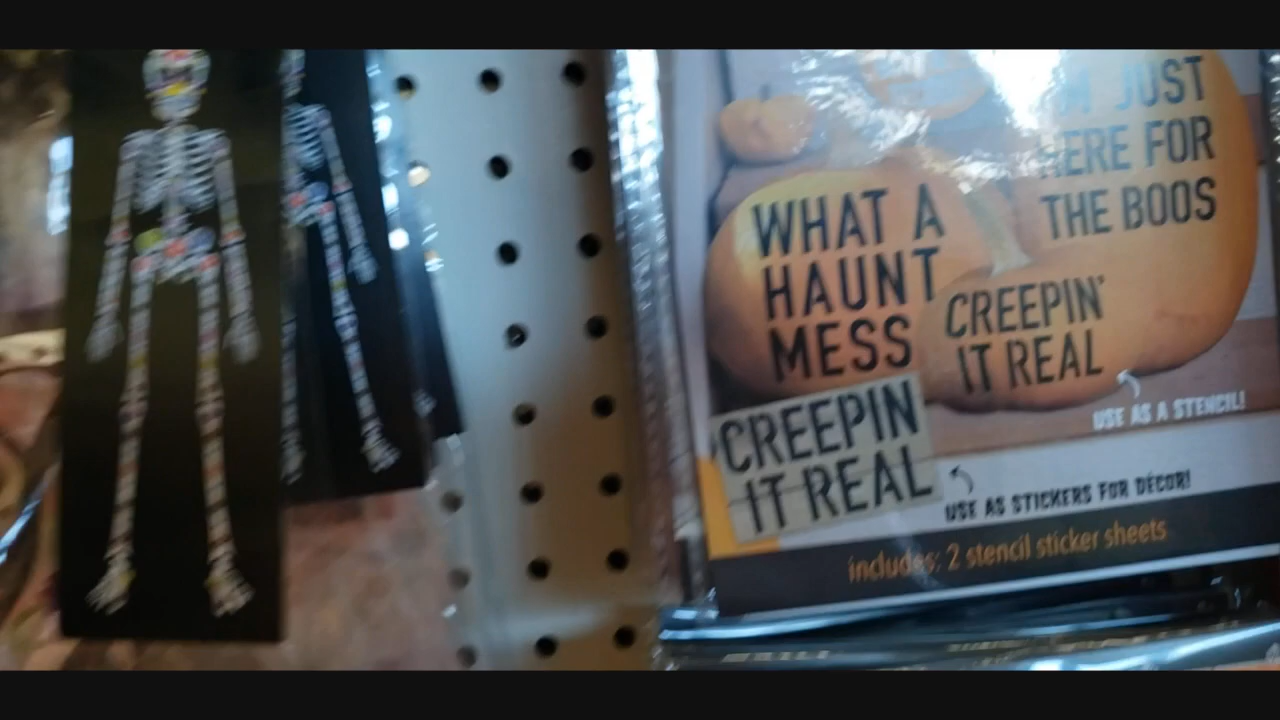 JUST
HERE FOR
THE BOOS
WHAT A
HAUNT
MESS
CREEPIN'
IT REAL
USE AS A STENCIL!
CREEPIN
IT REAL
USE AS STICKERS FOR DÉCOR!
includes: 2 stencil sticker sheets